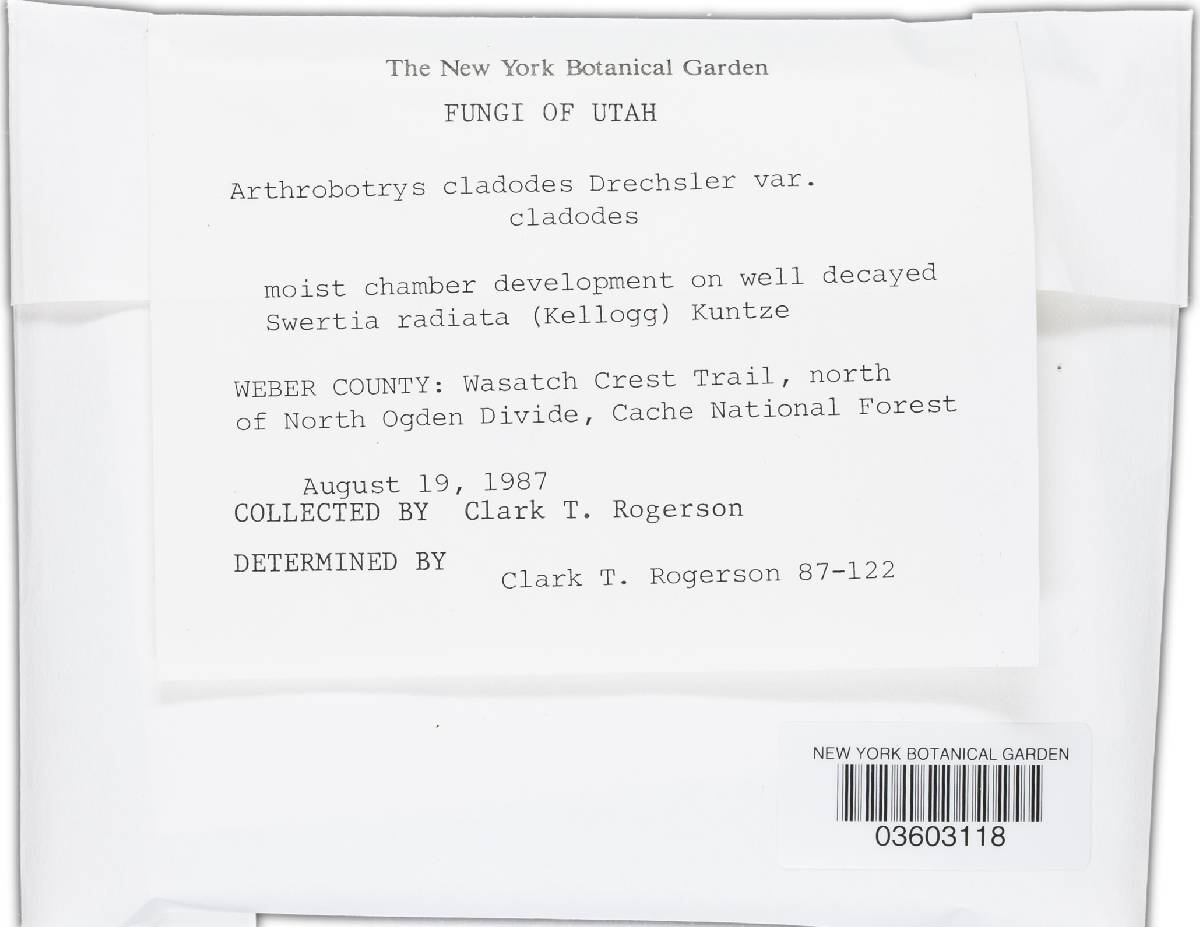 The New York Botanical Garden
FUNGI OF UTAH
Arthrobotrys cladodes Drechsler var.
cladodes
moist chamber development on well decayed
Swertia radiata (Kellogg) Kuntze
WEBER COUNTY: Wasatch Crest Trail, north
of North Ogden Divide, Cache National Forest
August 19, 1987
COLLECTED BY Clark T. Rogerson
DETERMINED BY Clark T. Rogerson 87-122
NEW YORK BOTANICAL GARDEN
03603118